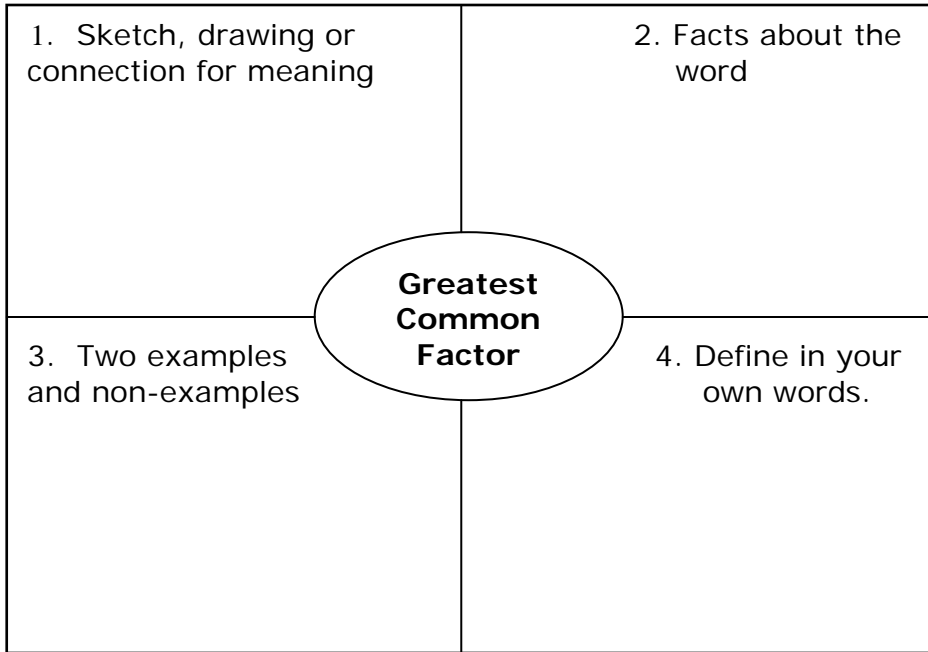 1. Sketch, drawing or
connection for meaning
2. Facts about the
word
Greatest
Common
Factor
3. Two examples
and non-examples
4. Define in your
own words.